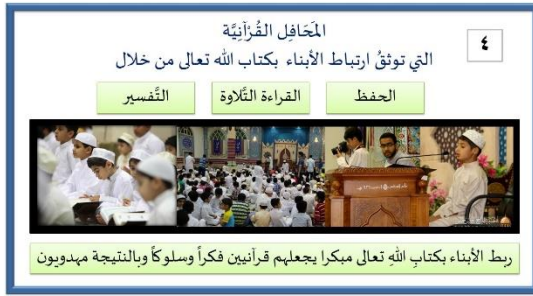 ٤
المَحَافِل القُرْآنِيَّة
التي توثقُ ارتباط الأبناء بكتاب الله تعالى من خلال
الحفظ
القراءة التِّلاوة
التَّفسير
ربط الأبناء بكتابِ اللهِ تعالى مبكرا يجعلهم قرآنيين فكراً وسلوكاً وبالنتيجة مهدويون